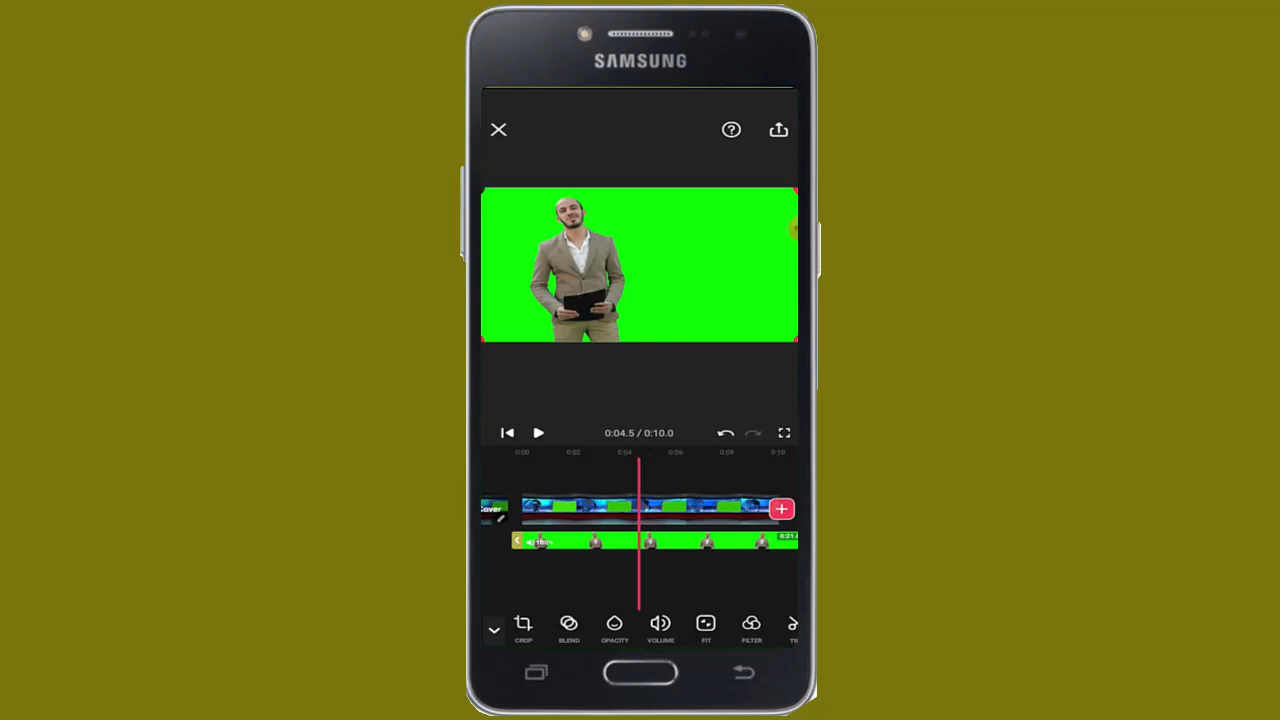 SAMSUNG
0:04.5 / 0:10.0
0:00 0:02 0:04 0:06 0:08 0:10
Cover
100%
CROP BLEND OPACITY VOLUME FIT FILTER